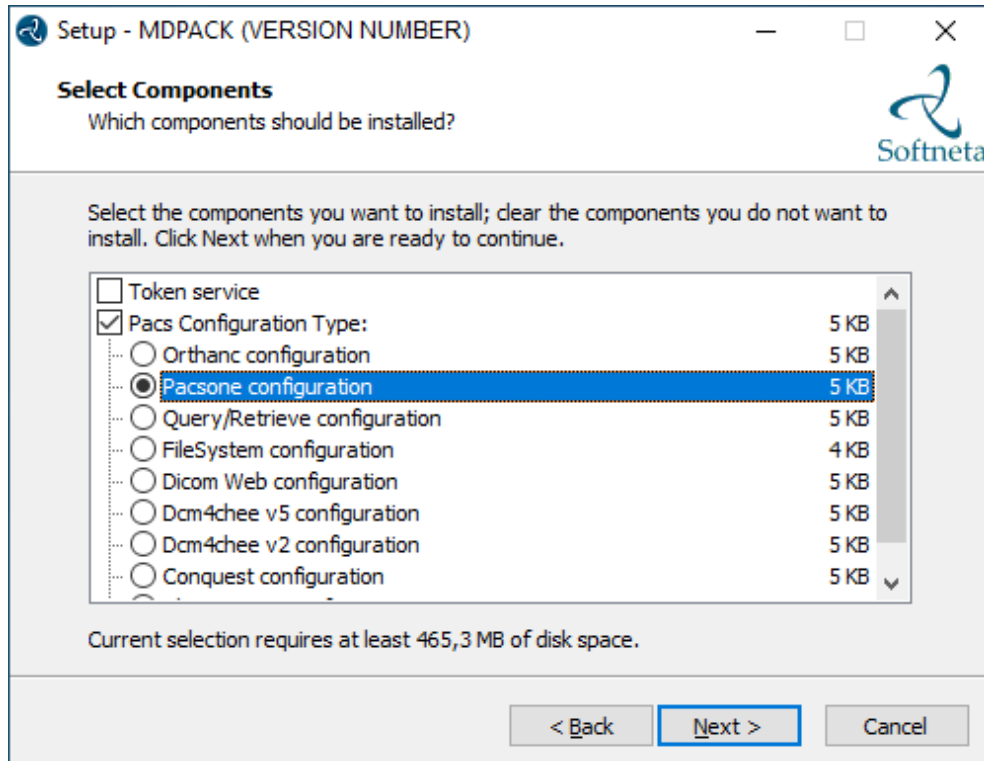 Setup - MDPACK (VERSION NUMBER)
Select Components
Which components should be installed?
Softneta
Select the components you want to install; clear the components you do not want to
install. Click Next when you are ready to continue.
Token service
Pacs Configuration Type: 5 KB
Orthanc configuration 5 KB
Pacsone configuration 5 KB
Query/Retrieve configuration 5 KB
FileSystem configuration 4 KB
Dicom Web configuration 5 KB
Dcm4chee v5 configuration 5 KB
Dcm4chee v2 configuration 5 KB
Conquest configuration 5 KB
Current selection requires at least 465,3 MB of disk space.
< Back Next > Cancel